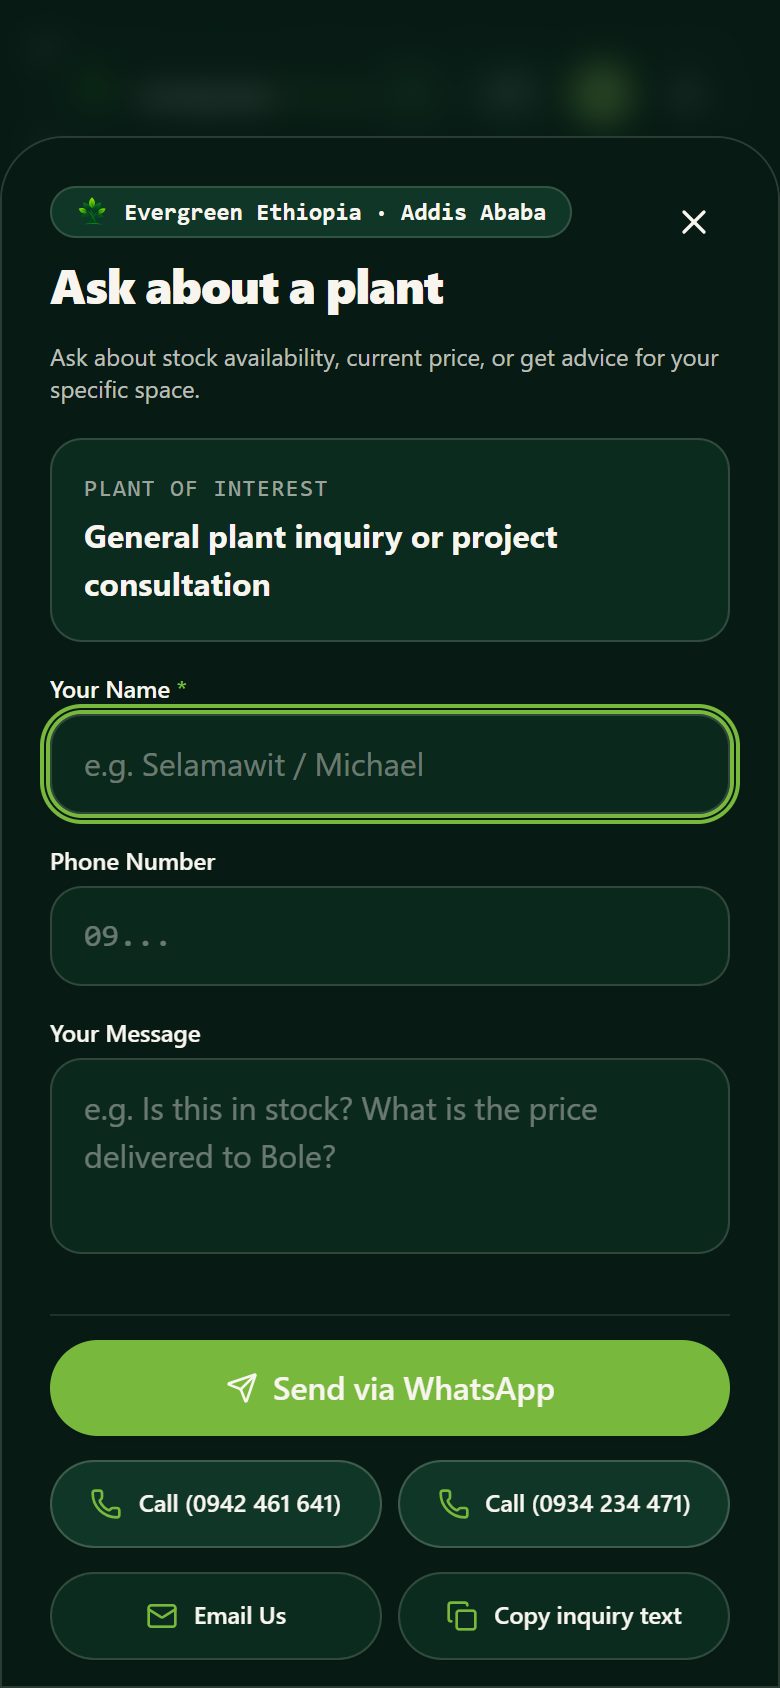 Evergreen Ethiopia · Addis Ababa
Ask about a plant
Ask about stock availability, current price, or get advice for your
specific space.
PLANT OF INTEREST
General plant inquiry or project
consultation
Your Name *
e.g. Selamawit / Michael
Phone Number
09...
Your Message
e.g. Is this in stock? What is the price
delivered to Bole?
Send via WhatsApp
Call (0942 461 641)
Call (0934 234 471)
Email Us
Copy inquiry text